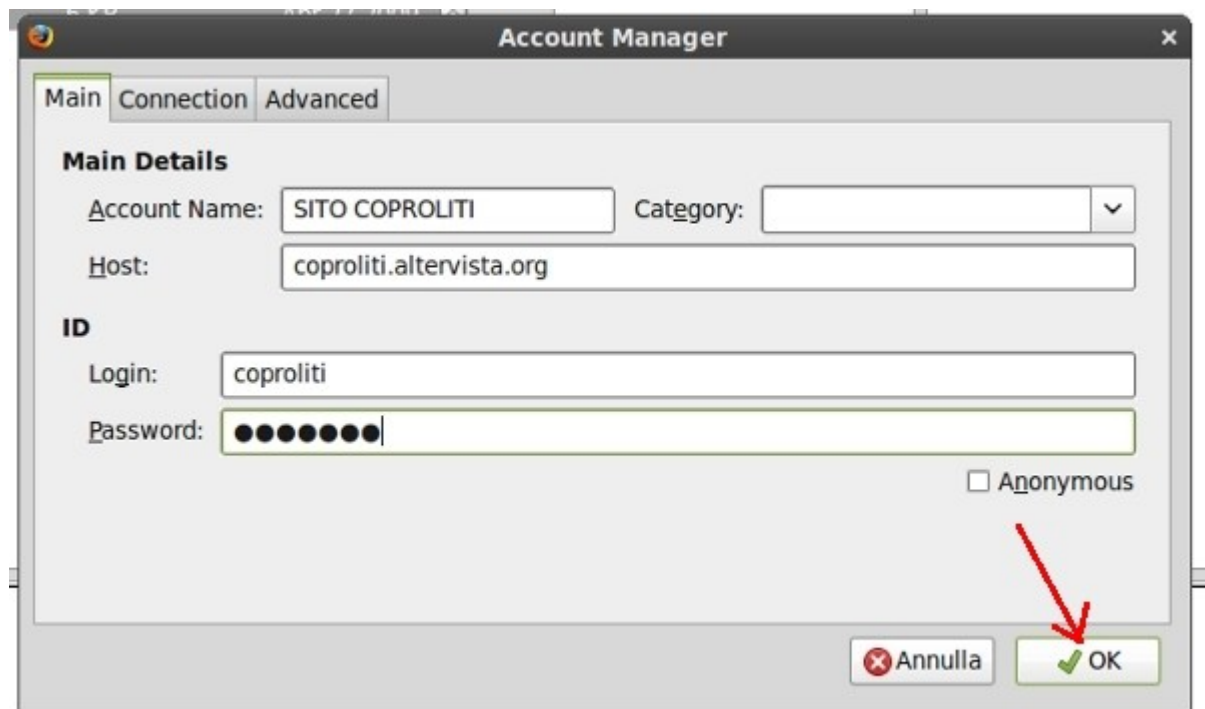 Account Manager
Main Connection Advanced
Main Details
Account Name: SITO COPROLITI Category:
Host: coproliti.altervista.org
ID
Login: coproliti
Password: ●●●●●●●
Anonymous
Annulla OK